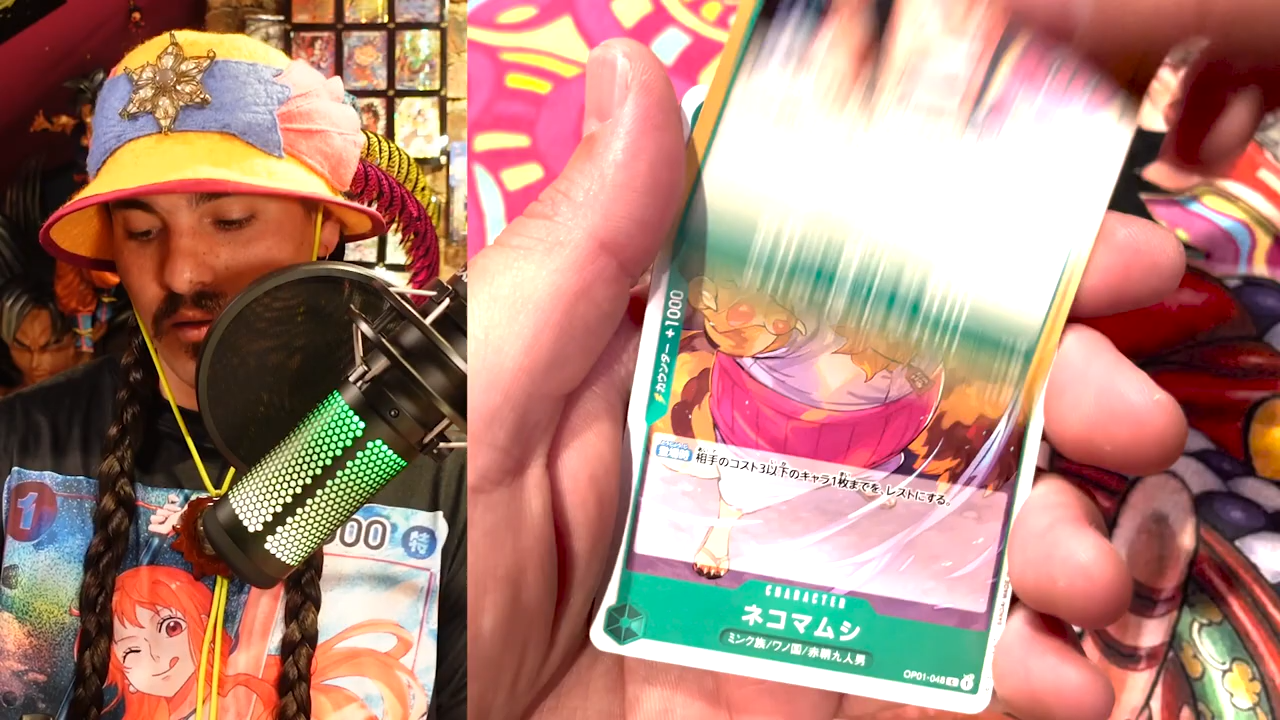 1
000
特
カウンター +1000
登場時 相手のコスト3以下のキャラ1枚までを、レストにする。
CHARACTER
ネコマムシ
ミンク族/ワノ国/赤鞘九人男
OP01-048